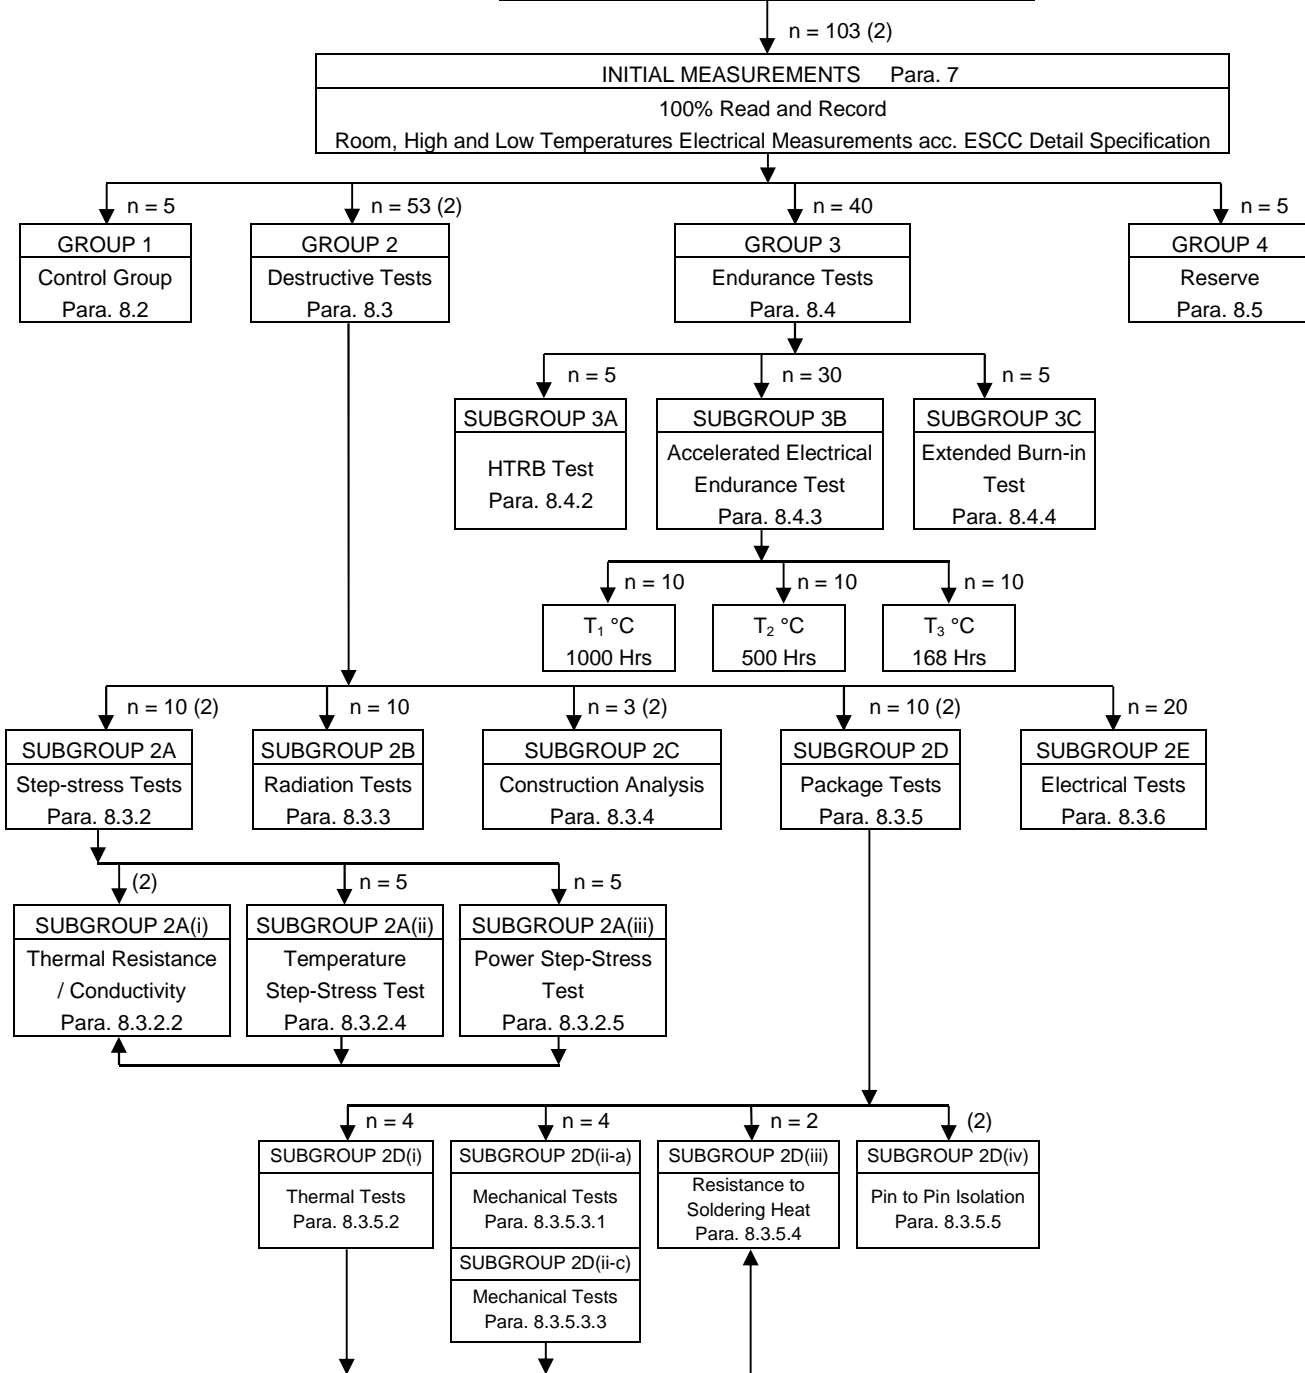 n = 103 (2)
INITIAL MEASUREMENTS Para. 7
100% Read and Record
Room, High and Low Temperatures Electrical Measurements acc. ESCC Detail Specification
n = 5
n = 53 (2)
n = 40
n = 5
GROUP 1
Control Group
Para. 8.2
GROUP 2
Destructive Tests
Para. 8.3
GROUP 3
Endurance Tests
Para. 8.4
GROUP 4
Reserve
Para. 8.5
n = 5
n = 30
n = 5
SUBGROUP 3A
HTRB Test
Para. 8.4.2
SUBGROUP 3B
Accelerated Electrical
Endurance Test
Para. 8.4.3
SUBGROUP 3C
Extended Burn-in
Test
Para. 8.4.4
n = 10
n = 10
n = 10
T₁ °C
1000 Hrs
T₂ °C
500 Hrs
T₃ °C
168 Hrs
n = 10 (2)
n = 10
n = 3 (2)
n = 10 (2)
n = 20
SUBGROUP 2A
Step-stress Tests
Para. 8.3.2
SUBGROUP 2B
Radiation Tests
Para. 8.3.3
SUBGROUP 2C
Construction Analysis
Para. 8.3.4
SUBGROUP 2D
Package Tests
Para. 8.3.5
SUBGROUP 2E
Electrical Tests
Para. 8.3.6
(2)
n = 5
n = 5
SUBGROUP 2A(i)
Thermal Resistance
/ Conductivity
Para. 8.3.2.2
SUBGROUP 2A(ii)
Temperature
Step-Stress Test
Para. 8.3.2.4
SUBGROUP 2A(iii)
Power Step-Stress
Test
Para. 8.3.2.5
n = 4
n = 4
n = 2
(2)
SUBGROUP 2D(i)
Thermal Tests
Para. 8.3.5.2
SUBGROUP 2D(ii-a)
Mechanical Tests
Para. 8.3.5.3.1
SUBGROUP 2D(ii-c)
Mechanical Tests
Para. 8.3.5.3.3
SUBGROUP 2D(iii)
Resistance to
Soldering Heat
Para. 8.3.5.4
SUBGROUP 2D(iv)
Pin to Pin Isolation
Para. 8.3.5.5